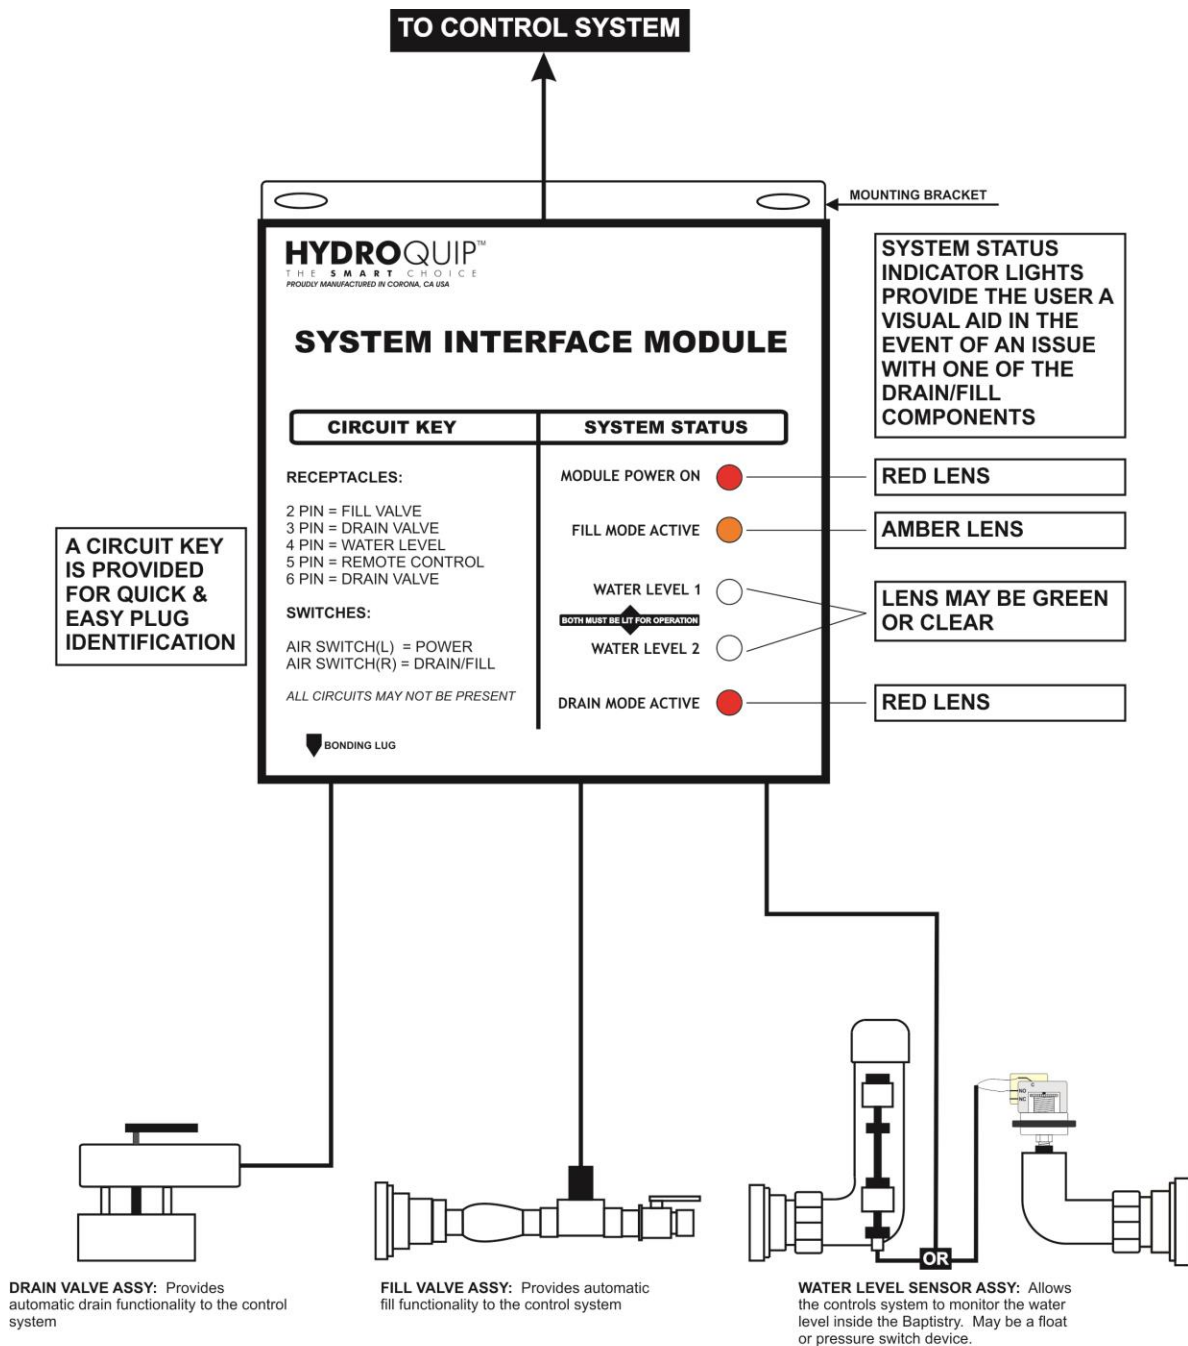 TO CONTROL SYSTEM
MOUNTING BRACKET
HYDROQUIP™
THE SMART CHOICE
PROUDLY MANUFACTURED IN CORONA, CA USA
SYSTEM INTERFACE MODULE
CIRCUIT KEY
RECEPTACLES:
2 PIN = FILL VALVE
3 PIN = DRAIN VALVE
4 PIN = WATER LEVEL
5 PIN = REMOTE CONTROL
6 PIN = DRAIN VALVE
SWITCHES:
AIR SWITCH(L) = POWER
AIR SWITCH(R) = DRAIN/FILL
ALL CIRCUITS MAY NOT BE PRESENT
BONDING LUG
SYSTEM STATUS
MODULE POWER ON
FILL MODE ACTIVE
WATER LEVEL 1
BOTH MUST BE LIT FOR OPERATION
WATER LEVEL 2
DRAIN MODE ACTIVE
SYSTEM STATUS
INDICATOR LIGHTS
PROVIDE THE USER A
VISUAL AID IN THE
EVENT OF AN ISSUE
WITH ONE OF THE
DRAIN/FILL
COMPONENTS
RED LENS
AMBER LENS
LENS MAY BE GREEN
OR CLEAR
RED LENS
A CIRCUIT KEY
IS PROVIDED
FOR QUICK &
EASY PLUG
IDENTIFICATION
C
NO
NC
OR
DRAIN VALVE ASSY: Provides
automatic drain functionality to the control
system
FILL VALVE ASSY: Provides automatic
fill functionality to the control system
WATER LEVEL SENSOR ASSY: Allows
the controls system to monitor the water
level inside the Baptistry. May be a float
or pressure switch device.